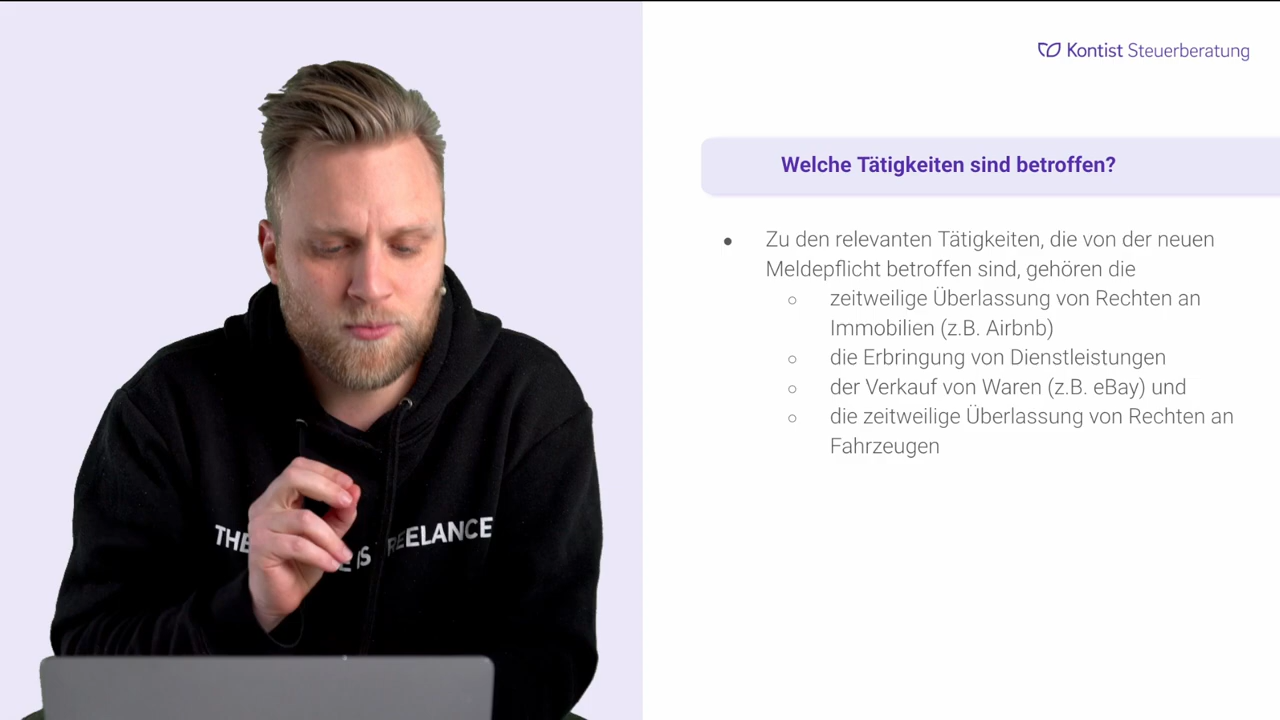 Kontist Steuerberatung
Welche Tätigkeiten sind betroffen?
● Zu den relevanten Tätigkeiten, die von der neuen
Meldepflicht betroffen sind, gehören die
○ zeitweilige Überlassung von Rechten an
Immobilien (z.B. Airbnb)
○ die Erbringung von Dienstleistungen
○ der Verkauf von Waren (z.B. eBay) und
○ die zeitweilige Überlassung von Rechten an
Fahrzeugen
THE IS REELANCE